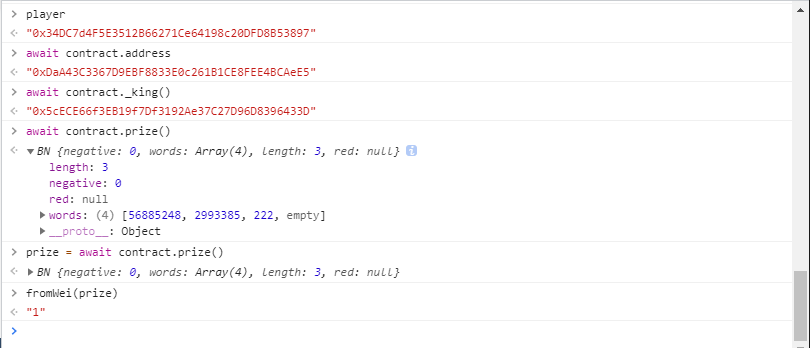 player
"0x34DC7d4F5E3512B66271Ce64198c20DFD8B53897"
await contract.address
"0xDaA43C3367D9EBF8833E0c261B1CE8FEE4BCAeE5"
await contract._king()
"0x5cECE66f3EB19f7Df3192Ae37C27D96D8396433D"
await contract.prize()
BN {negative: 0, words: Array(4), length: 3, red: null} i
length: 3
negative: 0
red: null
words: (4) [56885248, 2993385, 222, empty]
__proto__: Object
prize = await contract.prize()
BN {negative: 0, words: Array(4), length: 3, red: null}
fromWei(prize)
"1"